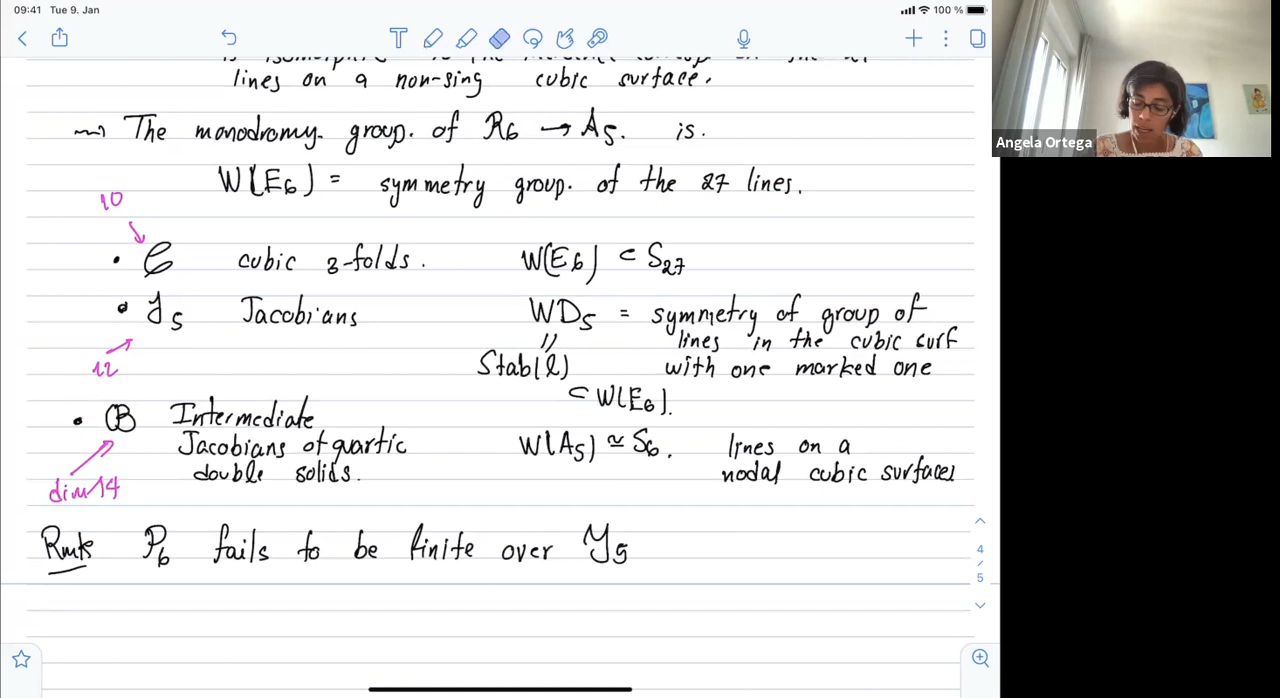 09:41 Tue 9. Jan
100 %
lines on a non-sing cubic surface.
⇝ The monodromy group. of R6 → A5. is.
W(E6) = symmetry group. of the 27 lines.
10
• C cubic 3-folds. W(E6) ⊂ S27
• J5 Jacobians WD5 = symmetry of group of
lines in the cubic surf
12
Stab(l) with one marked one
⊂ W(E6).
• B Intermediate
Jacobians of quartic W(A5) ≃ S6. lines on a
double solids. nodal cubic surfaces
dim 14
Rmk P6 fails to be finite over J5
4
/
5
Angela Ortega